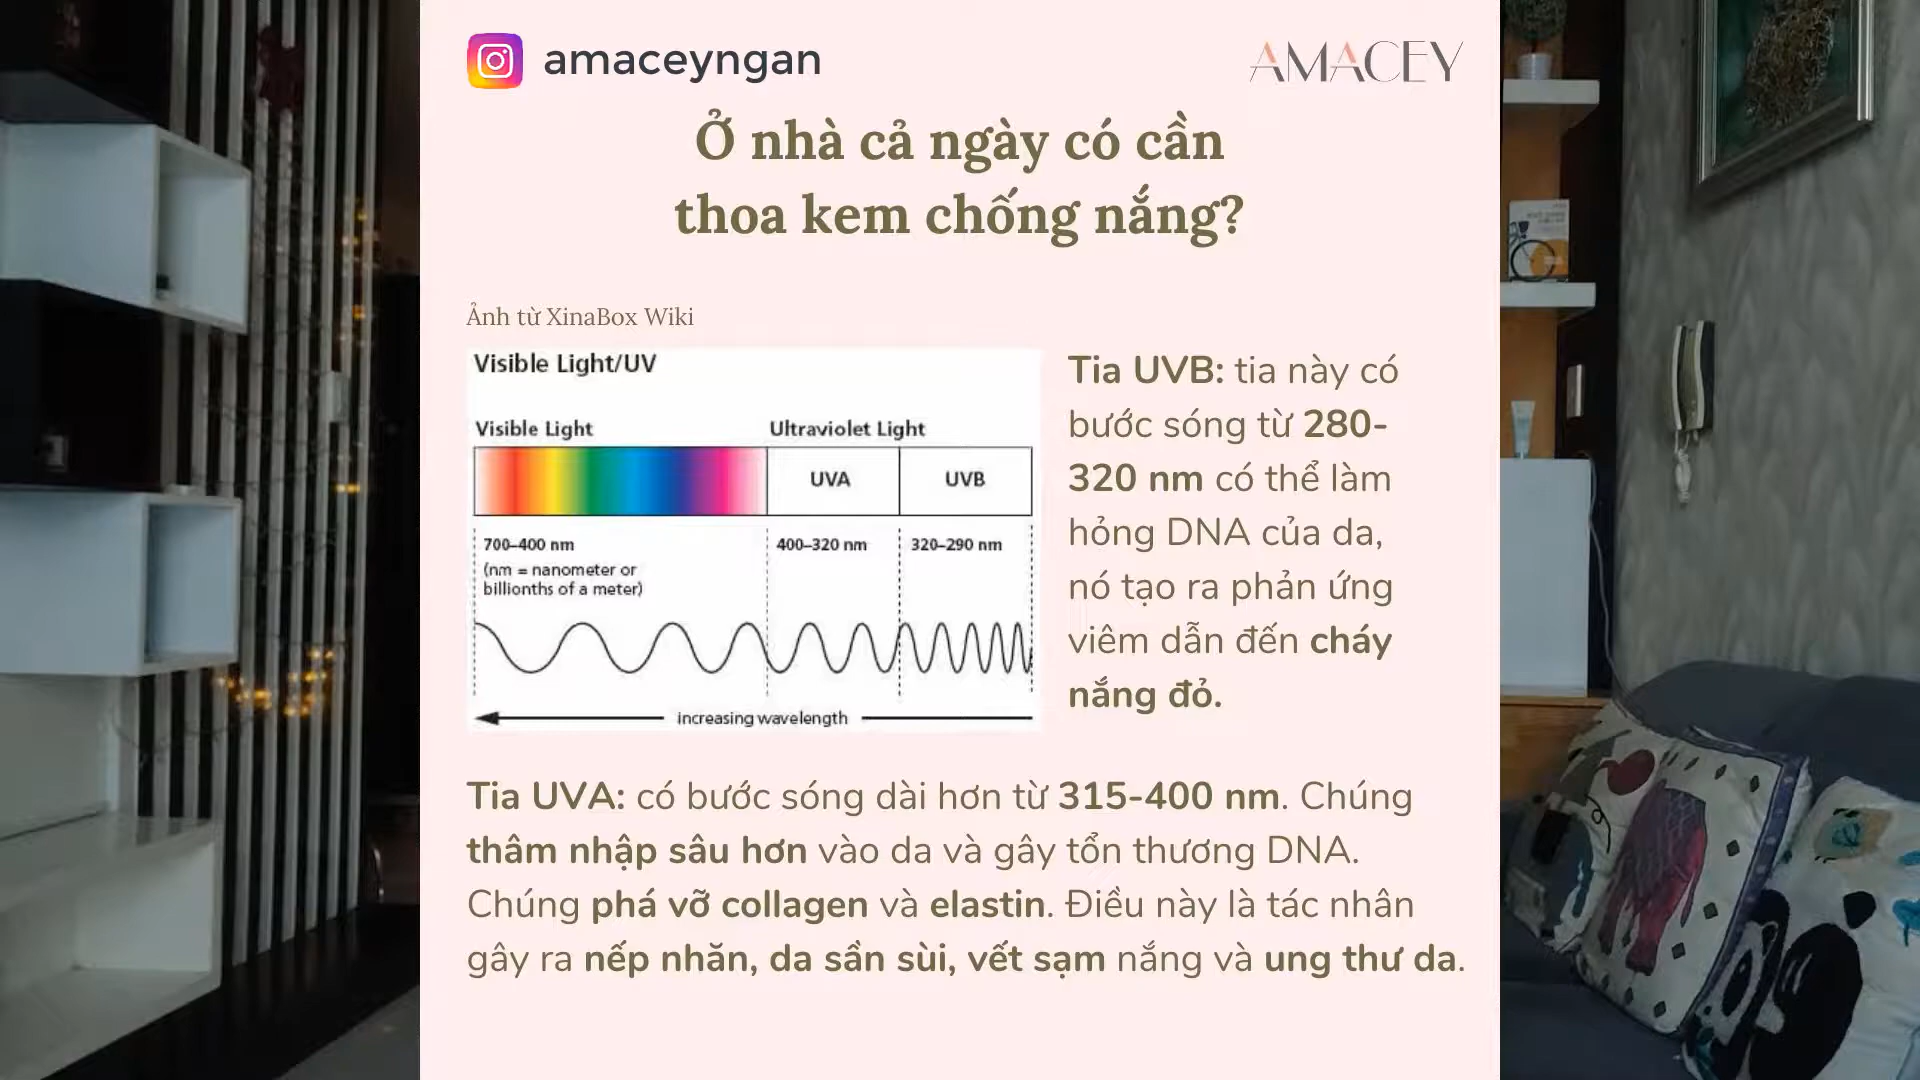 amaceyngan
AMACEY
Ở nhà cả ngày có cần
thoa kem chống nắng?
Ảnh từ XinaBox Wiki
Visible Light/UV
Visible Light
Ultraviolet Light
UVA
UVB
700–400 nm
400–320 nm
320–290 nm
(nm = nanometer or
billionths of a meter)
increasing wavelength
Tia UVB: tia này có
bước sóng từ 280-
320 nm có thể làm
hỏng DNA của da,
nó tạo ra phản ứng
viêm dẫn đến cháy
nắng đỏ.
Tia UVA: có bước sóng dài hơn từ 315-400 nm. Chúng
thâm nhập sâu hơn vào da và gây tổn thương DNA.
Chúng phá vỡ collagen và elastin. Điều này là tác nhân
gây ra nếp nhăn, da sần sùi, vết sạm nắng và ung thư da.